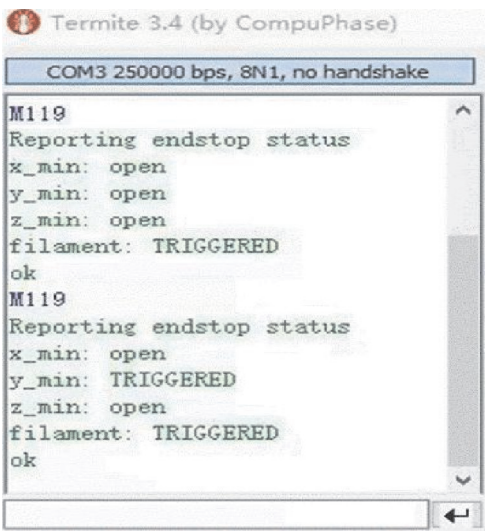 Termite 3.4 (by CompuPhase)
COM3 250000 bps, 8N1, no handshake
M119
Reporting endstop status
x_min: open
y_min: open
z_min: open
filament: TRIGGERED
ok
M119
Reporting endstop status
x_min: open
y_min: TRIGGERED
z_min: open
filament: TRIGGERED
ok